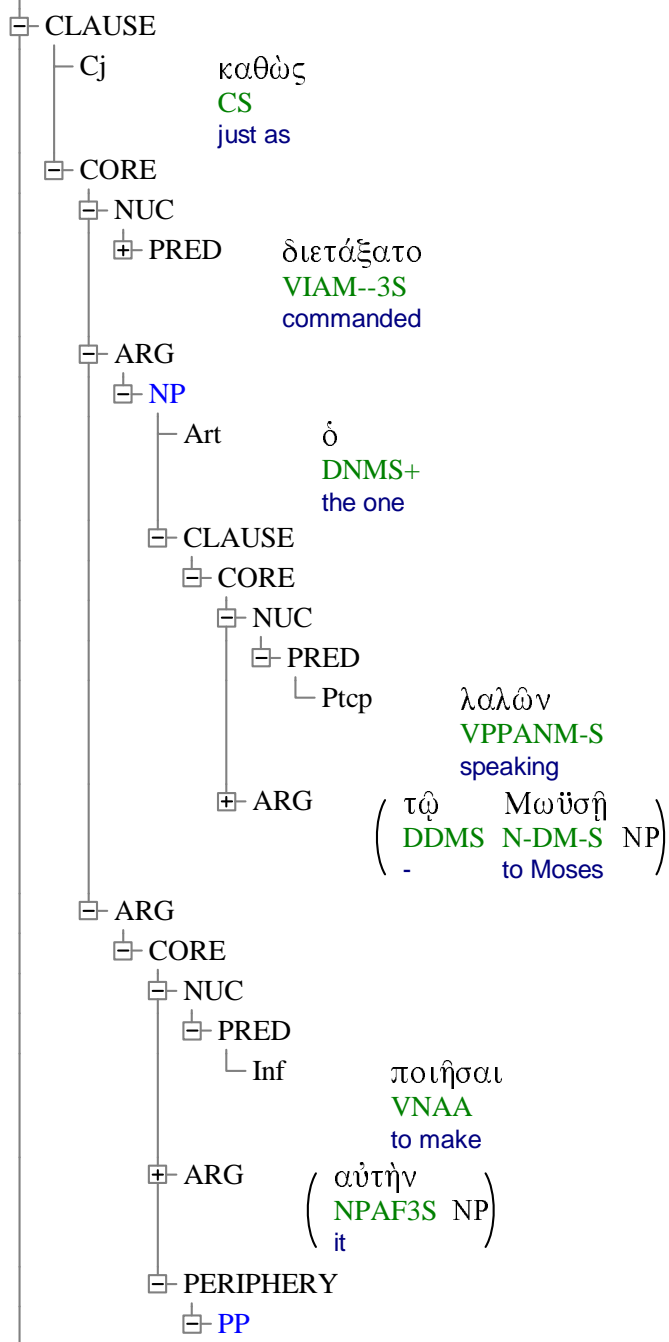 CLAUSE
Cj καθὼς
CS
just as
CORE
NUC
PRED διετάξατο
VIAM--3S
commanded
ARG
NP
Art ὁ
DNMS+
the one
CLAUSE
CORE
NUC
PRED
Ptcp λαλῶν
VPPANM-S
speaking
ARG ( τῷ Μωϋσῇ
DDMS N-DM-S NP )
- to Moses
ARG
CORE
NUC
PRED
Inf ποιῆσαι
VNAA
to make
ARG ( αὐτὴν
NPAF3S NP )
it
PERIPHERY
PP